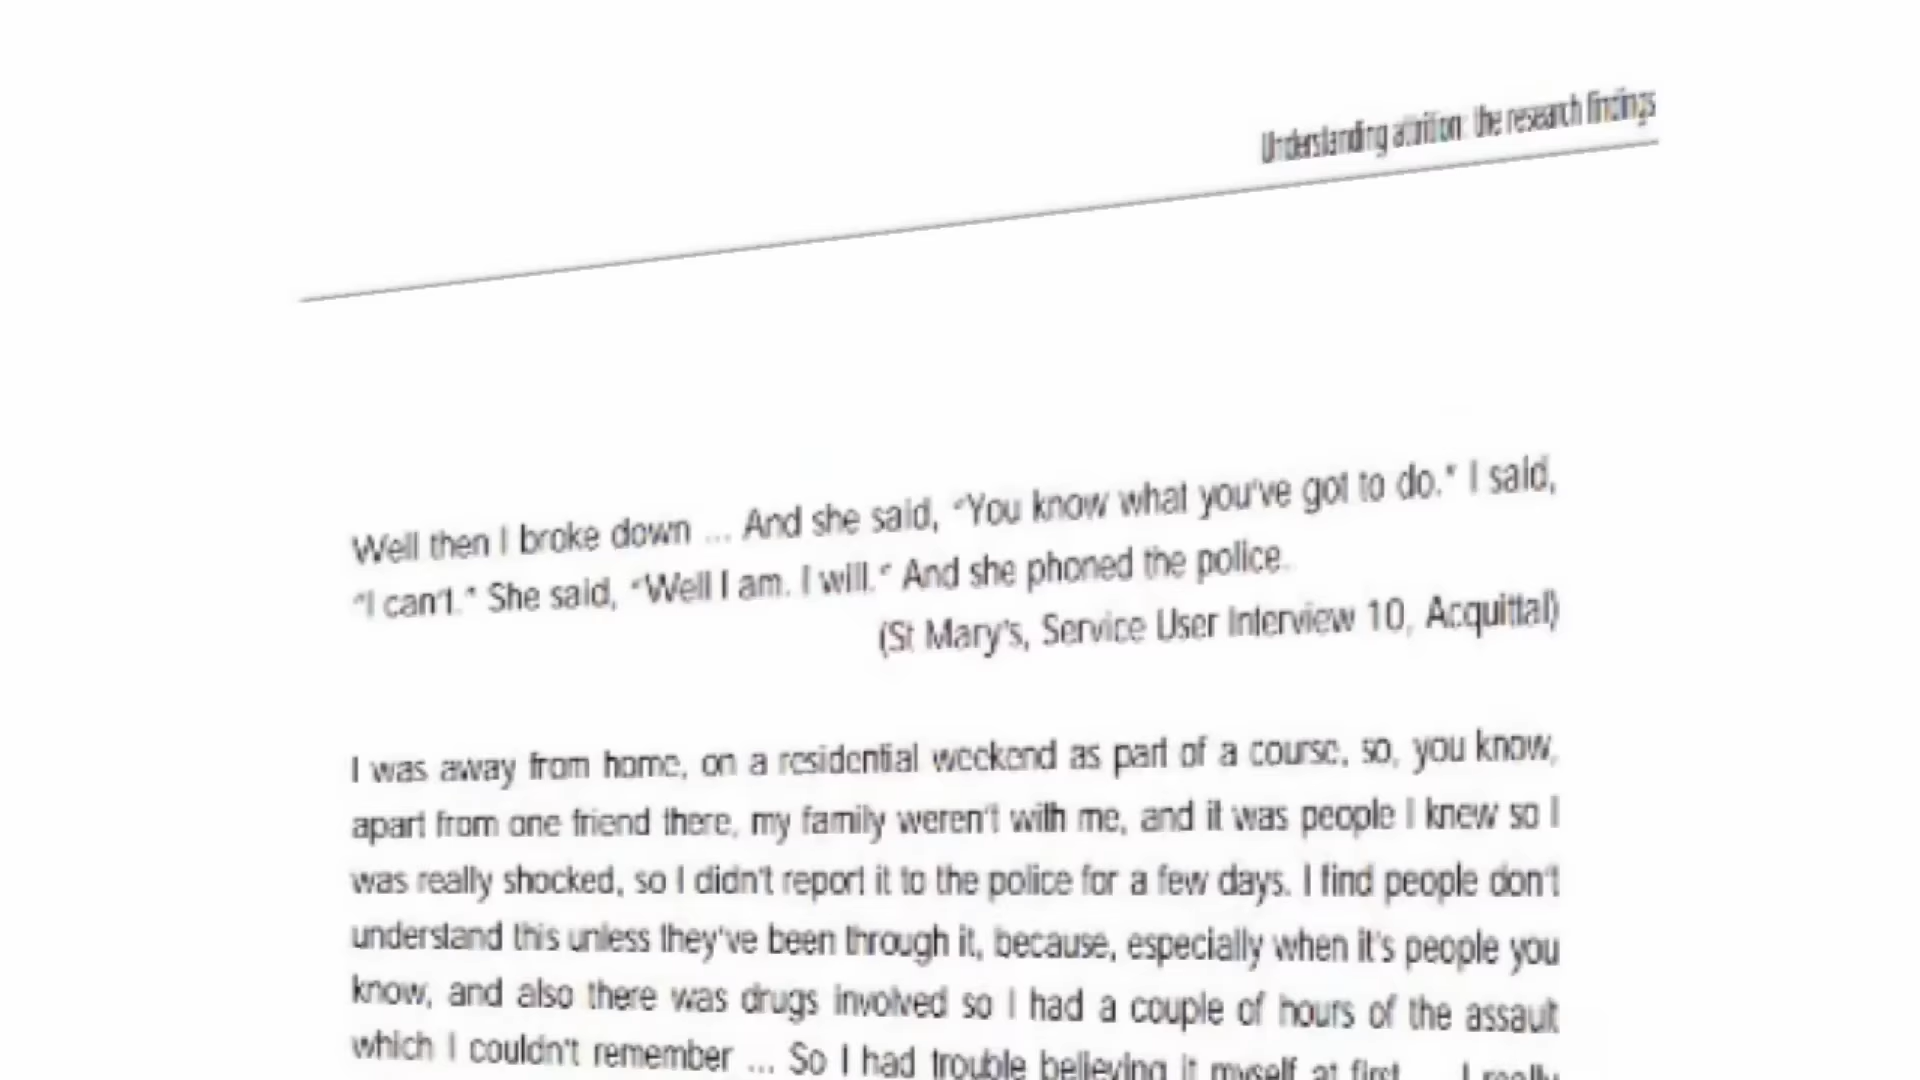 Understanding attrition: the research findings
Well then I broke down ... And she said, "You know what you've got to do." I said,
"I can't." She said, "Well I am. I will." And she phoned the police.
(St Mary's, Service User Interview 10, Acquittal)
I was away from home, on a residential weekend as part of a course, so, you know,
apart from one friend there, my family weren't with me, and it was people I knew so I
was really shocked, so I didn't report it to the police for a few days. I find people don't
understand this unless they've been through it, because, especially when it's people you
know, and also there was drugs involved so I had a couple of hours of the assault
which I couldn't remember ... So I had trouble believing it myself at first ... I really